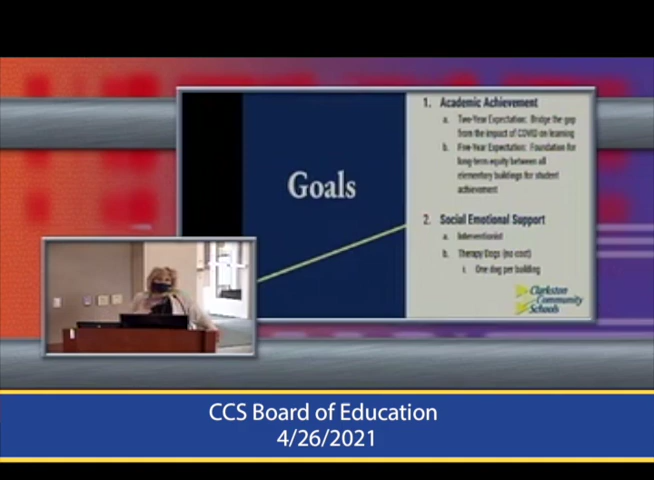 Goals
1. Academic Achievement
a. Two-Year Expectation: Bridge the gap
from the impact of COVID on learning
b. Five-Year Expectation: Foundation for
long-term equity between all
elementary buildings for student
achievement
2. Social Emotional Support
a. Interventionist
b. Therapy Dogs (no cost)
i. One dog per building
Clarkston
Community
Schools
CCS Board of Education
4/26/2021